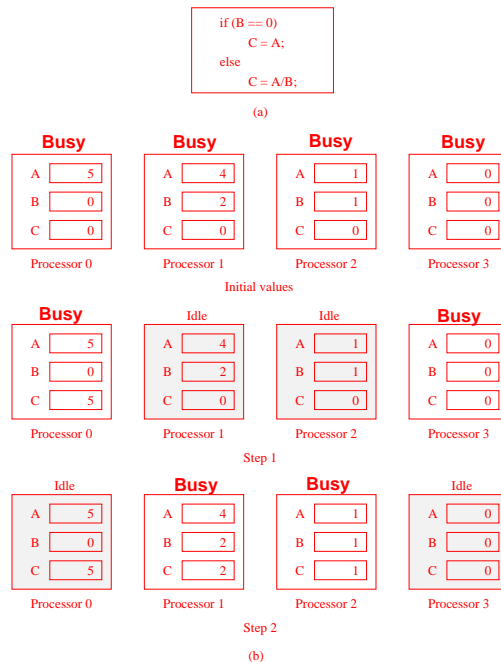 if (B == 0)
C = A;
else
C = A/B;
(a)
Busy Busy Busy Busy
A 5 A 4 A 1 A 0
B 0 B 2 B 1 B 0
C 0 C 0 C 0 C 0
Processor 0 Processor 1 Processor 2 Processor 3
Initial values
Busy Idle Idle Busy
A 5 A 4 A 1 A 0
B 0 B 2 B 1 B 0
C 5 C 0 C 0 C 0
Processor 0 Processor 1 Processor 2 Processor 3
Step 1
Idle Busy Busy Idle
A 5 A 4 A 1 A 0
B 0 B 2 B 1 B 0
C 5 C 2 C 1 C 0
Processor 0 Processor 1 Processor 2 Processor 3
Step 2
(b)